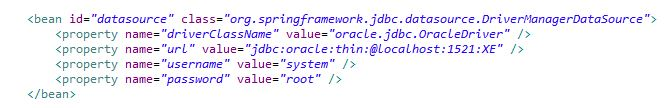 <bean id="datasource" class="org.springframework.jdbc.datasource.DriverManagerDataSource">
<property name="driverClassName" value="oracle.jdbc.OracleDriver" />
<property name="url" value="jdbc:oracle:thin:@localhost:1521:XE" />
<property name="username" value="system" />
<property name="password" value="root" />
</bean>